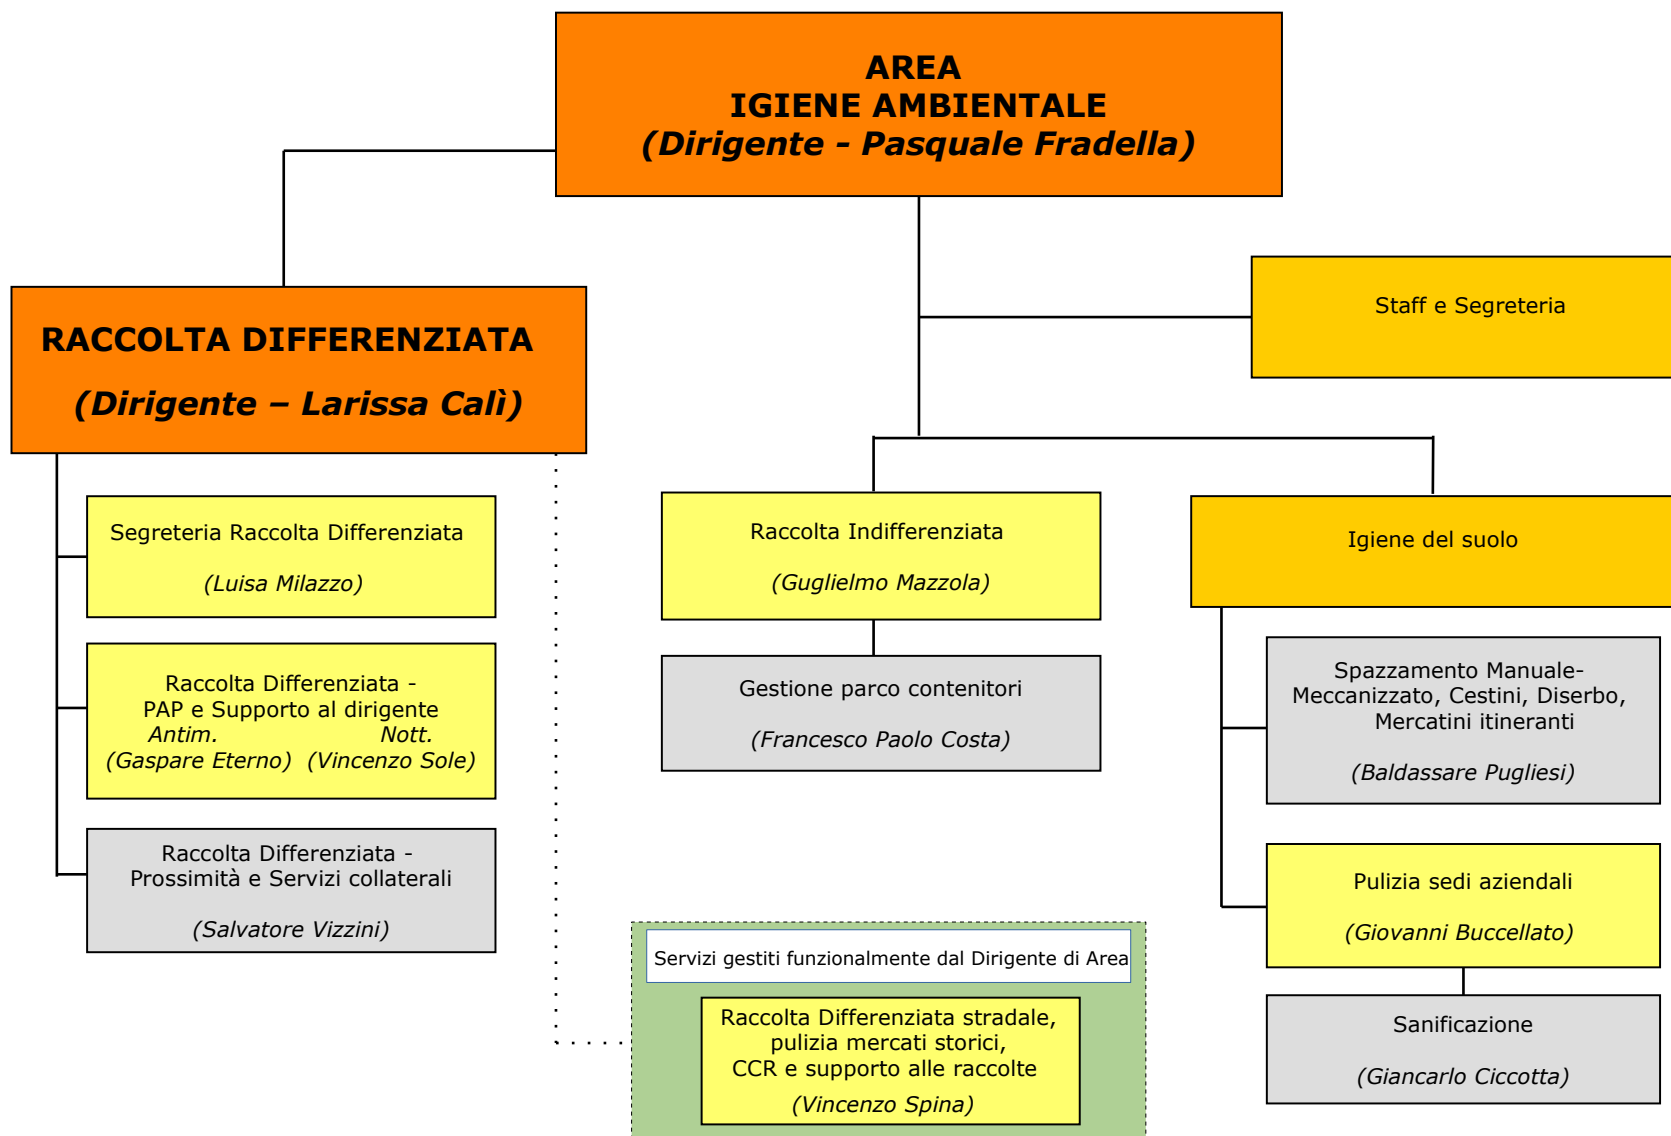 AREA
IGIENE AMBIENTALE
(Dirigente - Pasquale Fradella)
Staff e Segreteria
RACCOLTA DIFFERENZIATA
(Dirigente – Larissa Calì)
Segreteria Raccolta Differenziata
(Luisa Milazzo)
Raccolta Differenziata -
PAP e Supporto al dirigente
Antim. Nott.
(Gaspare Eterno) (Vincenzo Sole)
Raccolta Differenziata -
Prossimità e Servizi collaterali
(Salvatore Vizzini)
Raccolta Indifferenziata
(Guglielmo Mazzola)
Gestione parco contenitori
(Francesco Paolo Costa)
Igiene del suolo
Spazzamento Manuale-
Meccanizzato, Cestini, Diserbo,
Mercatini itineranti
(Baldassare Pugliesi)
Pulizia sedi aziendali
(Giovanni Buccellato)
Sanificazione
(Giancarlo Ciccotta)
Servizi gestiti funzionalmente dal Dirigente di Area
Raccolta Differenziata stradale,
pulizia mercati storici,
CCR e supporto alle raccolte
(Vincenzo Spina)